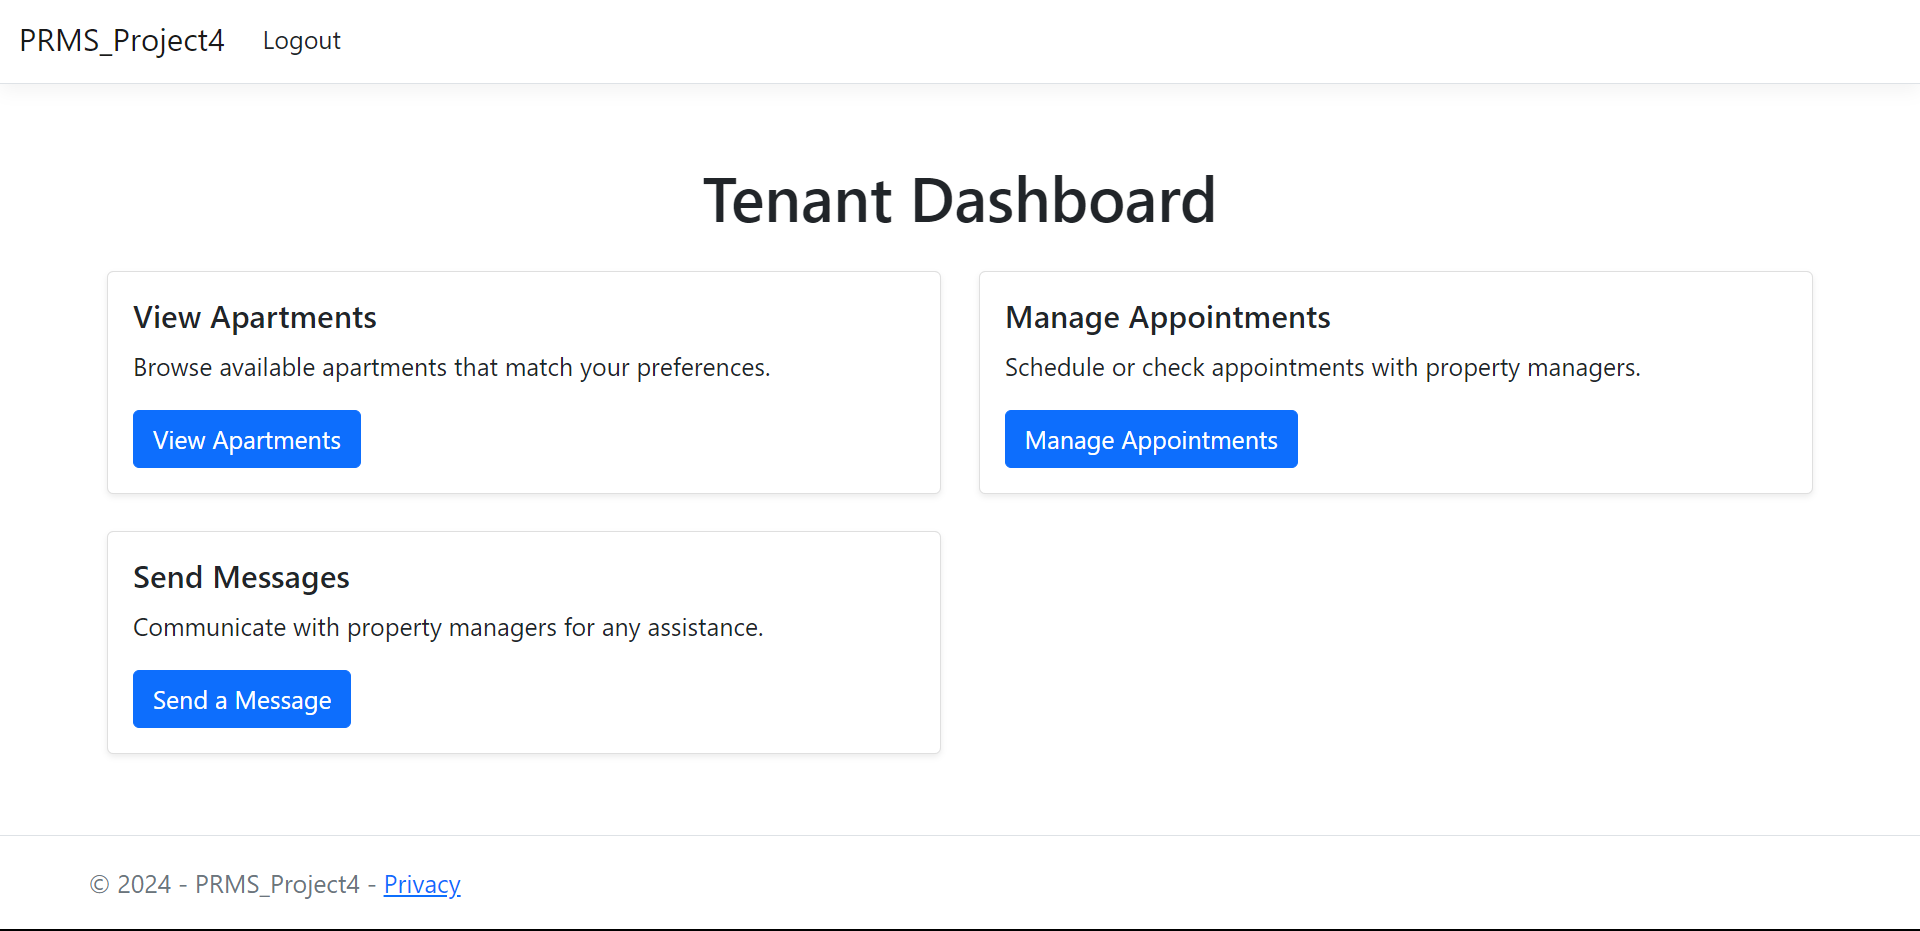 PRMS_Project4 Logout
Tenant Dashboard
View Apartments
Browse available apartments that match your preferences.
View Apartments
Manage Appointments
Schedule or check appointments with property managers.
Manage Appointments
Send Messages
Communicate with property managers for any assistance.
Send a Message
© 2024 - PRMS_Project4 - Privacy